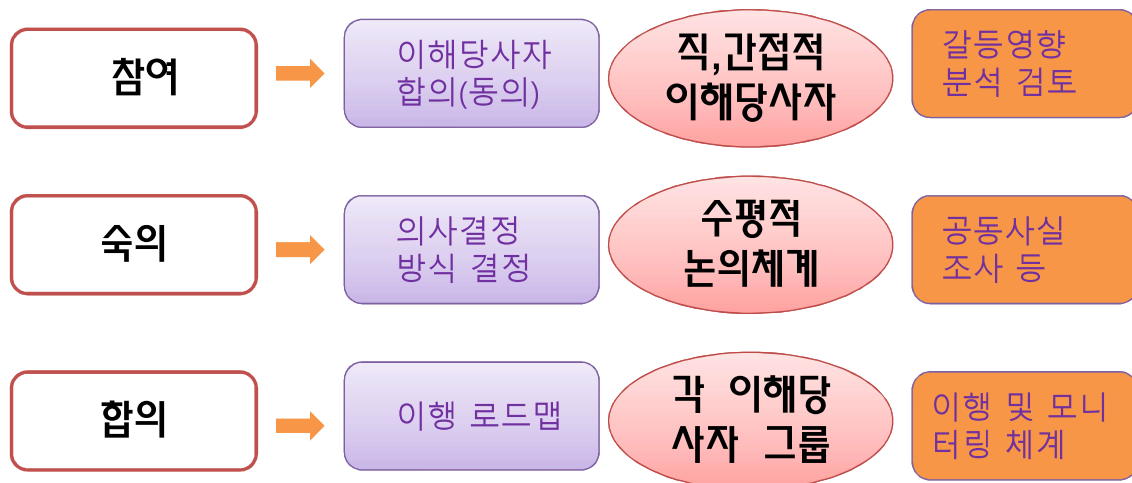 참여
이해당사자
합의(동의)
직,간접적
이해당사자
갈등영향
분석 검토
숙의
의사결정
방식 결정
수평적
논의체계
공동사실
조사 등
합의
이행 로드맵
각 이해당
사자 그룹
이행 및 모니
터링 체계